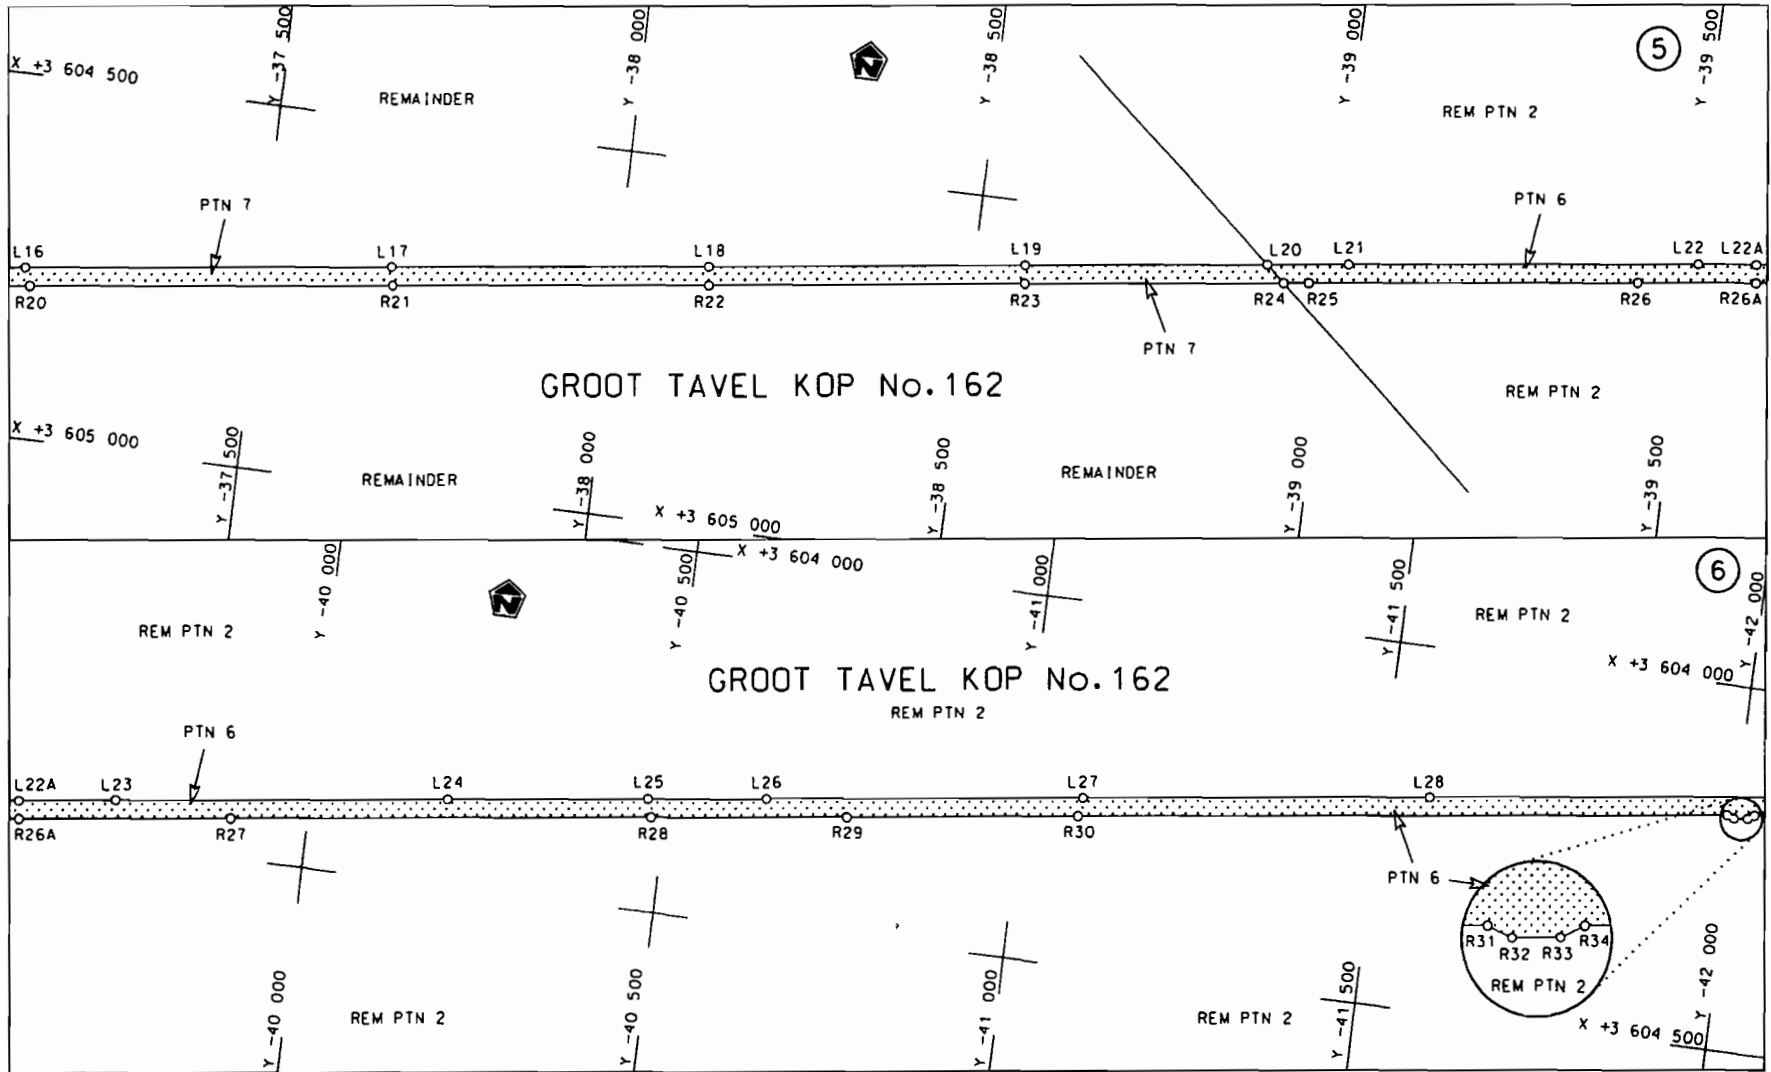 Y -37 500
Y -38 000
Y -38 500
Y -39 000
Y -39 500
5
X +3 604 500
N
REMAINDER
REM PTN 2
PTN 7
PTN 6
L16 L17 L18 L19 L20 L21 L22 L22A
R20 R21 R22 R23 R24 R25 R26 R26A
PTN 7
GROOT TAVEL KOP No.162
REM PTN 2
X +3 605 000
Y -37 500
Y -38 000
Y -38 500
Y -39 000
Y -39 500
REMAINDER
REMAINDER
X +3 605 000
X +3 604 000
Y -40 000
Y -40 500
Y -41 000
Y -41 500
Y -42 000
6
N
REM PTN 2
REM PTN 2
X +3 604 000
GROOT TAVEL KOP No.162
REM PTN 2
PTN 6
L22A L23 L24 L25 L26 L27 L28
R26A R27 R28 R29 R30
PTN 6
R31 R32 R33 R34
REM PTN 2
Y -40 000
Y -40 500
Y -41 000
Y -41 500
Y -42 000
REM PTN 2
REM PTN 2
X +3 604 500